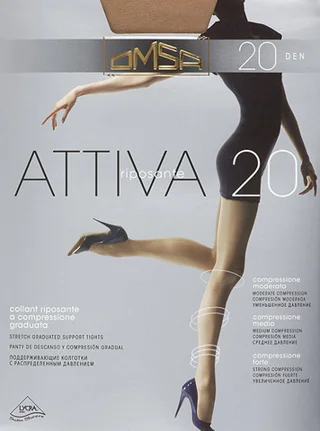 OMSA
20 DEN
ATTIVA 20
riposante
compressione
moderata
MODERATE COMPRESSION
COMPRESIÓN MODERADA
УМЕНЬШЕННОЕ ДАВЛЕНИЕ
collant riposante
a compressione
graduata
STRETCH GRADUATED SUPPORT TIGHTS
PANTY DE DESCANSO Y COMPRESIÓN GRADUAL
ПОДДЕРЖИВАЮЩИЕ КОЛГОТКИ
С РАСПРЕДЕЛЕННЫМ ДАВЛЕНИЕМ
compressione
media
MEDIUM COMPRESSION
COMPRESIÓN MEDIA
СРЕДНЕЕ ДАВЛЕНИЕ
compressione
forte
STRONG COMPRESSION
COMPRESIÓN FUERTE
УВЕЛИЧЕННОЕ ДАВЛЕНИЕ
LYCRA